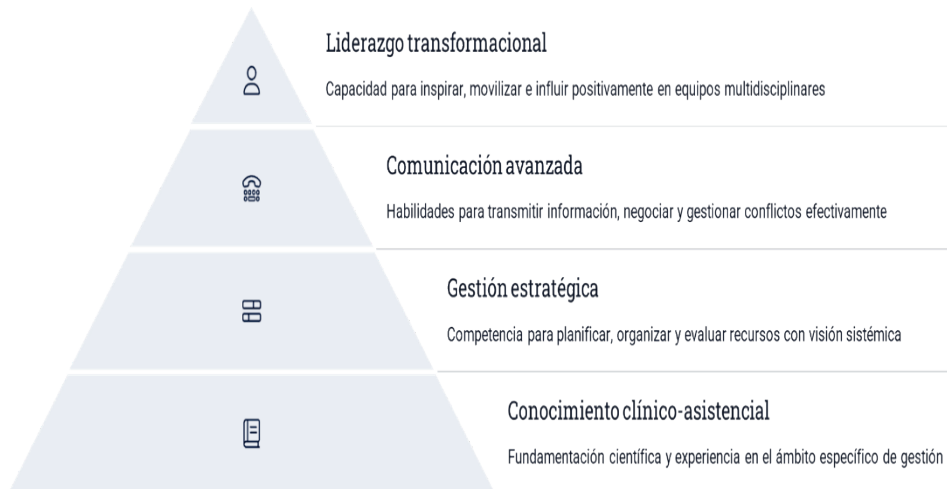 Liderazgo transformacional
Capacidad para inspirar, movilizar e influir positivamente en equipos multidisciplinares
Comunicación avanzada
Habilidades para transmitir información, negociar y gestionar conflictos efectivamente
Gestión estratégica
Competencia para planificar, organizar y evaluar recursos con visión sistémica
Conocimiento clínico-asistencial
Fundamentación científica y experiencia en el ámbito específico de gestión